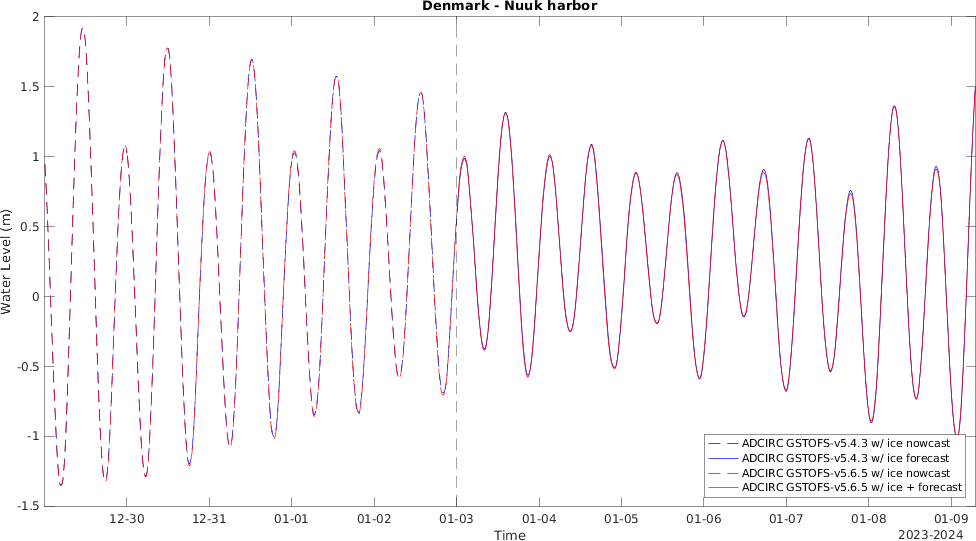 Denmark - Nuuk harbor
2
1.5
1
0.5
0
-0.5
-1
-1.5
Water Level (m)
ADCIRC GSTOFS-v5.4.3 w/ ice nowcast
ADCIRC GSTOFS-v5.4.3 w/ ice forecast
ADCIRC GSTOFS-v5.6.5 w/ ice nowcast
ADCIRC GSTOFS-v5.6.5 w/ ice + forecast
12-30 12-31 01-01 01-02 01-03 01-04 01-05 01-06 01-07 01-08 01-09
Time
2023-2024